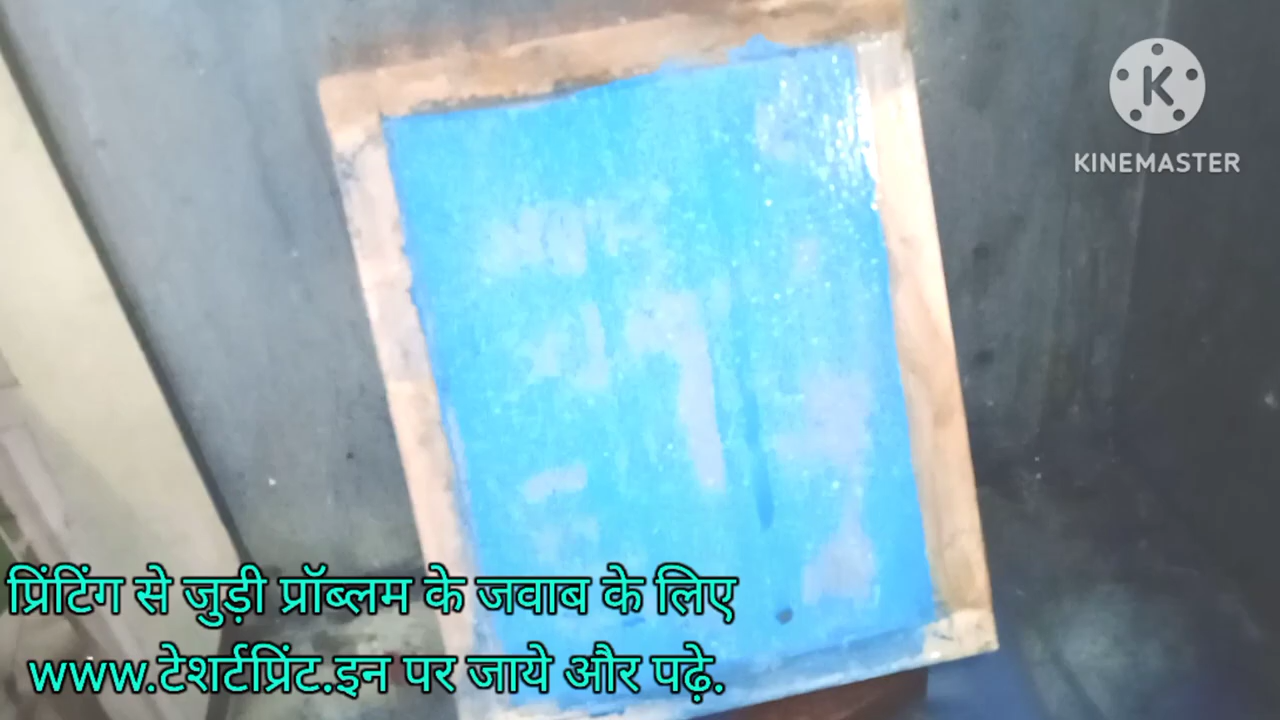 KINEMASTER
प्रिंटिंग से जुड़ी प्रॉब्लम के जवाब के लिए
www.टेशर्टप्रिंट.इन पर जाये और पढ़े.